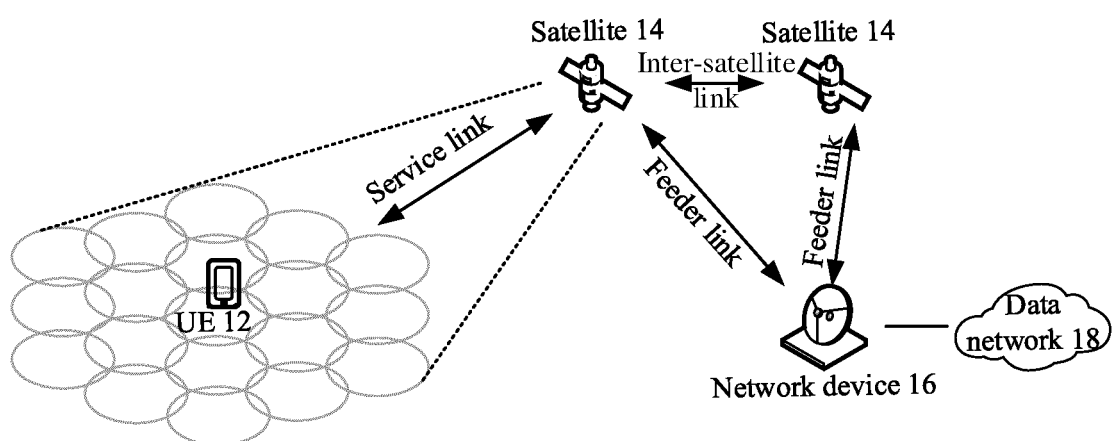 Satellite 14
Satellite 14
Inter-satellite
link
Service link
Feeder link
Feeder link
UE 12
Data
network 18
Network device 16